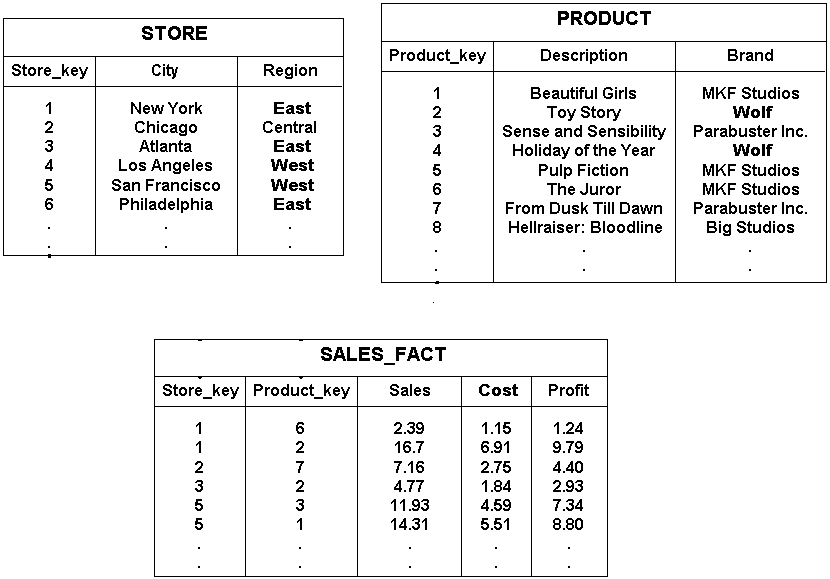 STORE
Store_key City Region
1 New York East
2 Chicago Central
3 Atlanta East
4 Los Angeles West
5 San Francisco West
6 Philadelphia East
. . .
. . .
PRODUCT
Product_key Description Brand
1 Beautiful Girls MKF Studios
2 Toy Story Wolf
3 Sense and Sensibility Parabuster Inc.
4 Holiday of the Year Wolf
5 Pulp Fiction MKF Studios
6 The Juror MKF Studios
7 From Dusk Till Dawn Parabuster Inc.
8 Hellraiser: Bloodline Big Studios
. . .
. . .
SALES_FACT
Store_key Product_key Sales Cost Profit
1 6 2.39 1.15 1.24
1 2 16.7 6.91 9.79
2 7 7.16 2.75 4.40
3 2 4.77 1.84 2.93
5 3 11.93 4.59 7.34
5 1 14.31 5.51 8.80
. . . . .
. . . . .